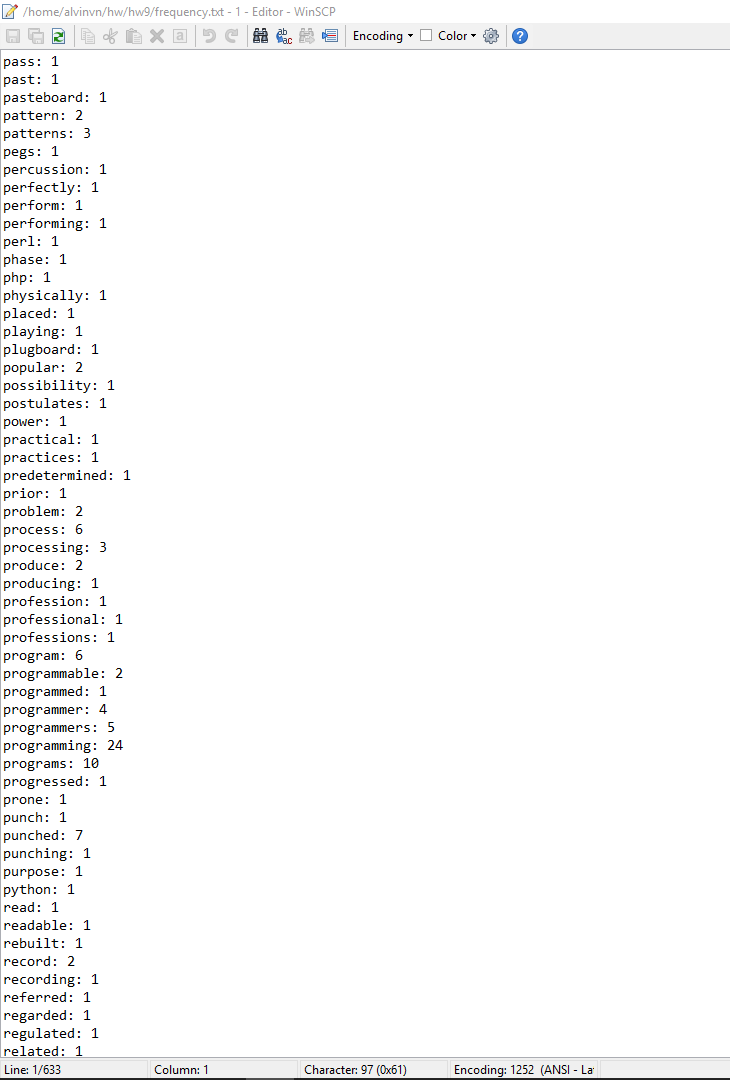 /home/alvinvn/hw/hw9/frequency.txt - 1 - Editor - WinSCP
Encoding Color
pass: 1
past: 1
pasteboard: 1
pattern: 2
patterns: 3
pegs: 1
percussion: 1
perfectly: 1
perform: 1
performing: 1
perl: 1
phase: 1
php: 1
physically: 1
placed: 1
playing: 1
plugboard: 1
popular: 2
possibility: 1
postulates: 1
power: 1
practical: 1
practices: 1
predetermined: 1
prior: 1
problem: 2
process: 6
processing: 3
produce: 2
producing: 1
profession: 1
professional: 1
professions: 1
program: 6
programmable: 2
programmed: 1
programmer: 4
programmers: 5
programming: 24
programs: 10
progressed: 1
prone: 1
punch: 1
punched: 7
punching: 1
purpose: 1
python: 1
read: 1
readable: 1
rebuilt: 1
record: 2
recording: 1
referred: 1
regarded: 1
regulated: 1
related: 1
Line: 1/633 Column: 1 Character: 97 (0x61) Encoding: 1252 (ANSI - La